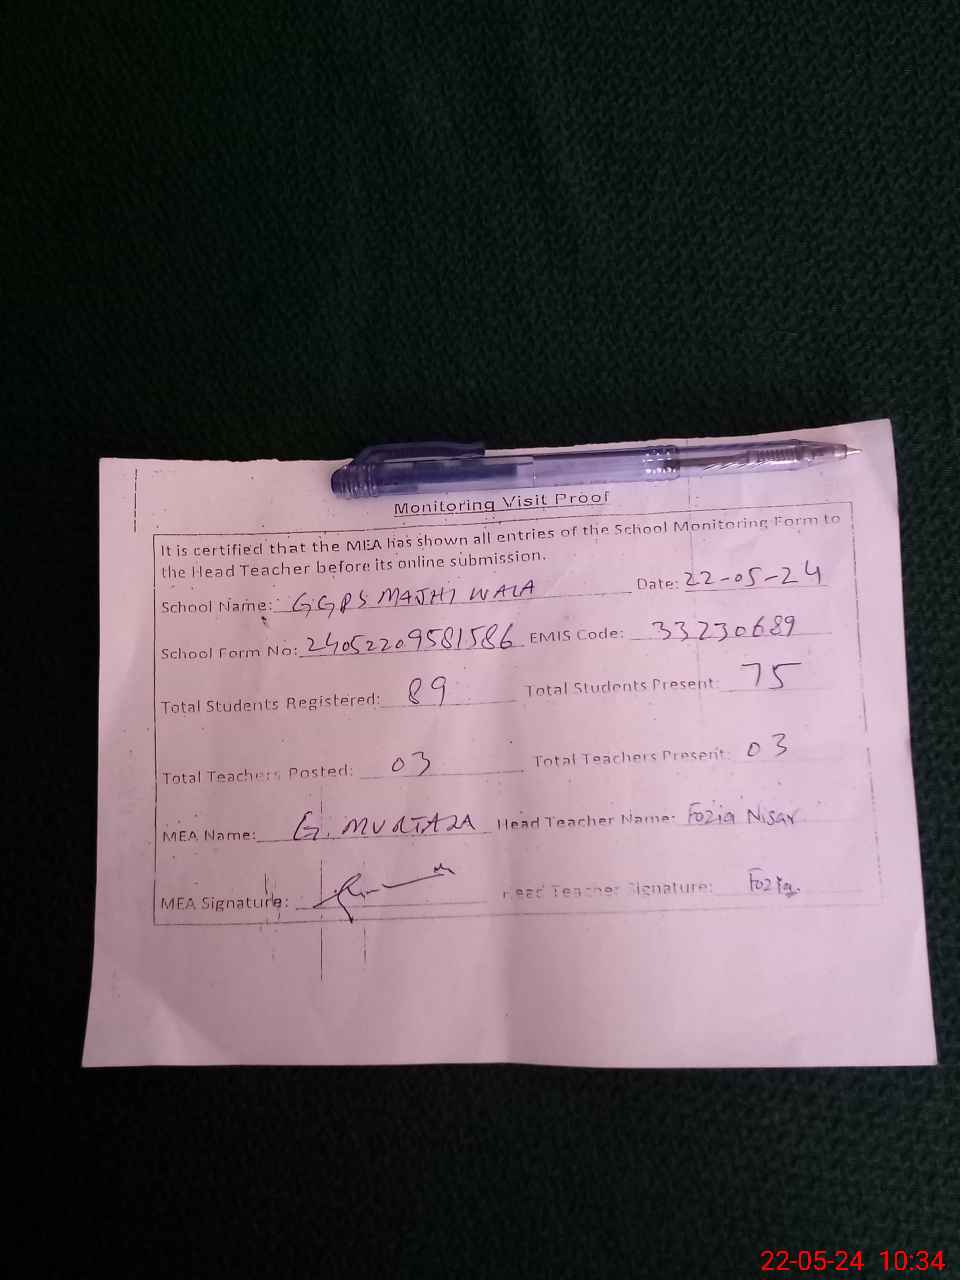 Monitoring Visit Proof
It is certified that the MEA has shown all entries of the School Monitoring Form to
the Head Teacher before its online submission.
School Name: GGPS MAJHI WALA Date: 22-05-24
School Form No: 24052209581586 EMIS Code: 33230689
Total Students Registered: 89 Total Students Present: 75
Total Teachers Posted: 03 Total Teachers Present: 03
MEA Name: G. MURTAZA Head Teacher Name: Fozia Nisar
MEA Signature: Head Teacher Signature: Fozia.
22-05-24 10:34